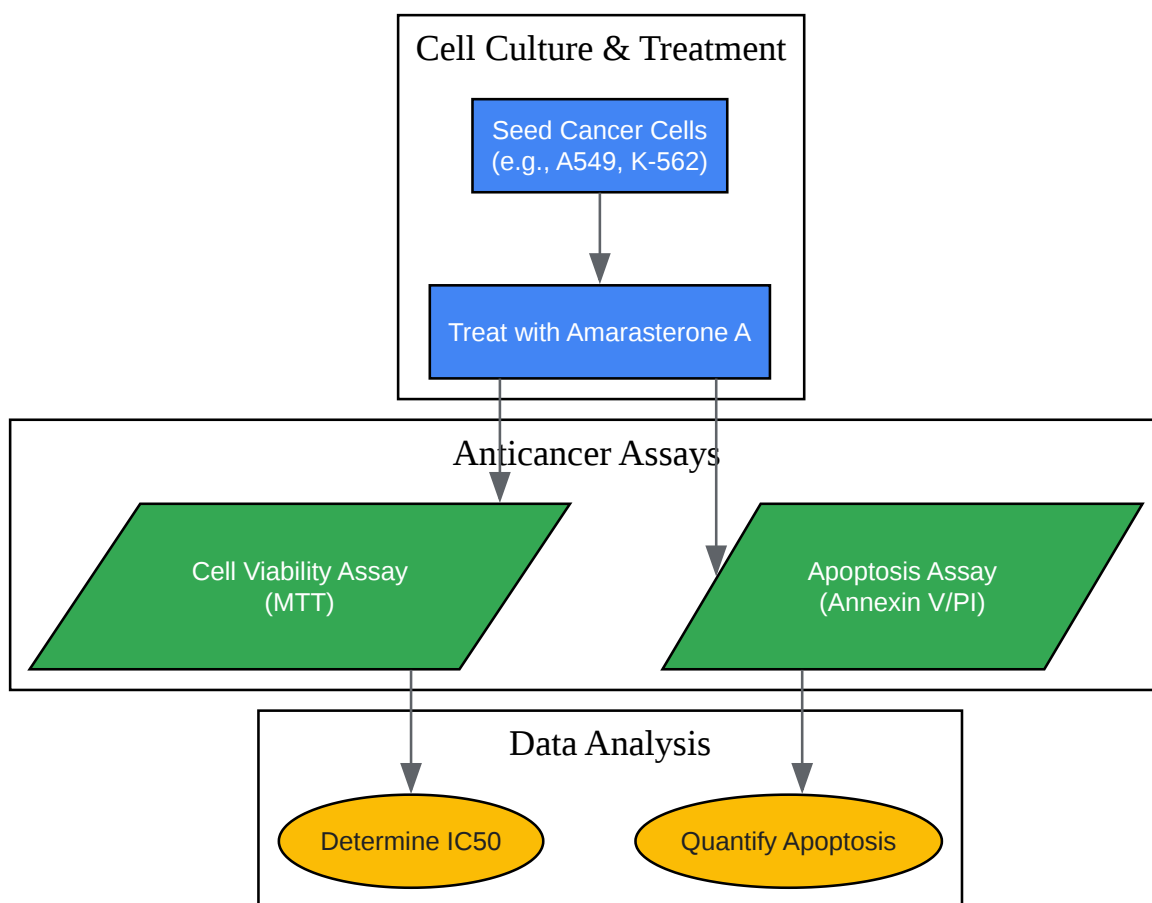 Cell Culture & Treatment
Seed Cancer Cells
(e.g., A549, K-562)
Treat with Amarasterone A
Anticancer Assays
Cell Viability Assay
(MTT)
Apoptosis Assay
(Annexin V/PI)
Data Analysis
Determine IC50
Quantify Apoptosis